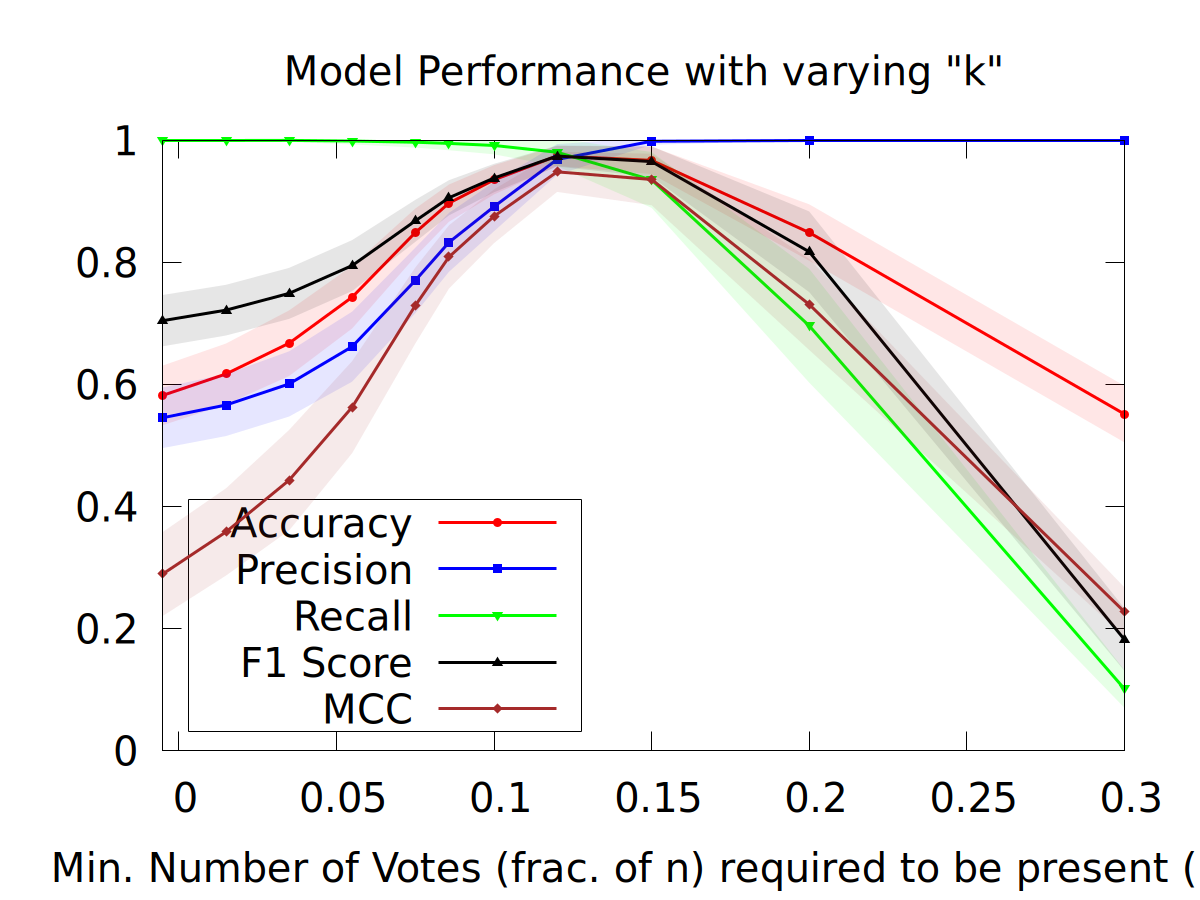 Model Performance with varying "k"
1
0.8
0.6
0.4
0.2
0
Accuracy
Precision
Recall
F1 Score
MCC
0 0.05 0.1 0.15 0.2 0.25 0.3
Min. Number of Votes (frac. of n) required to be present (